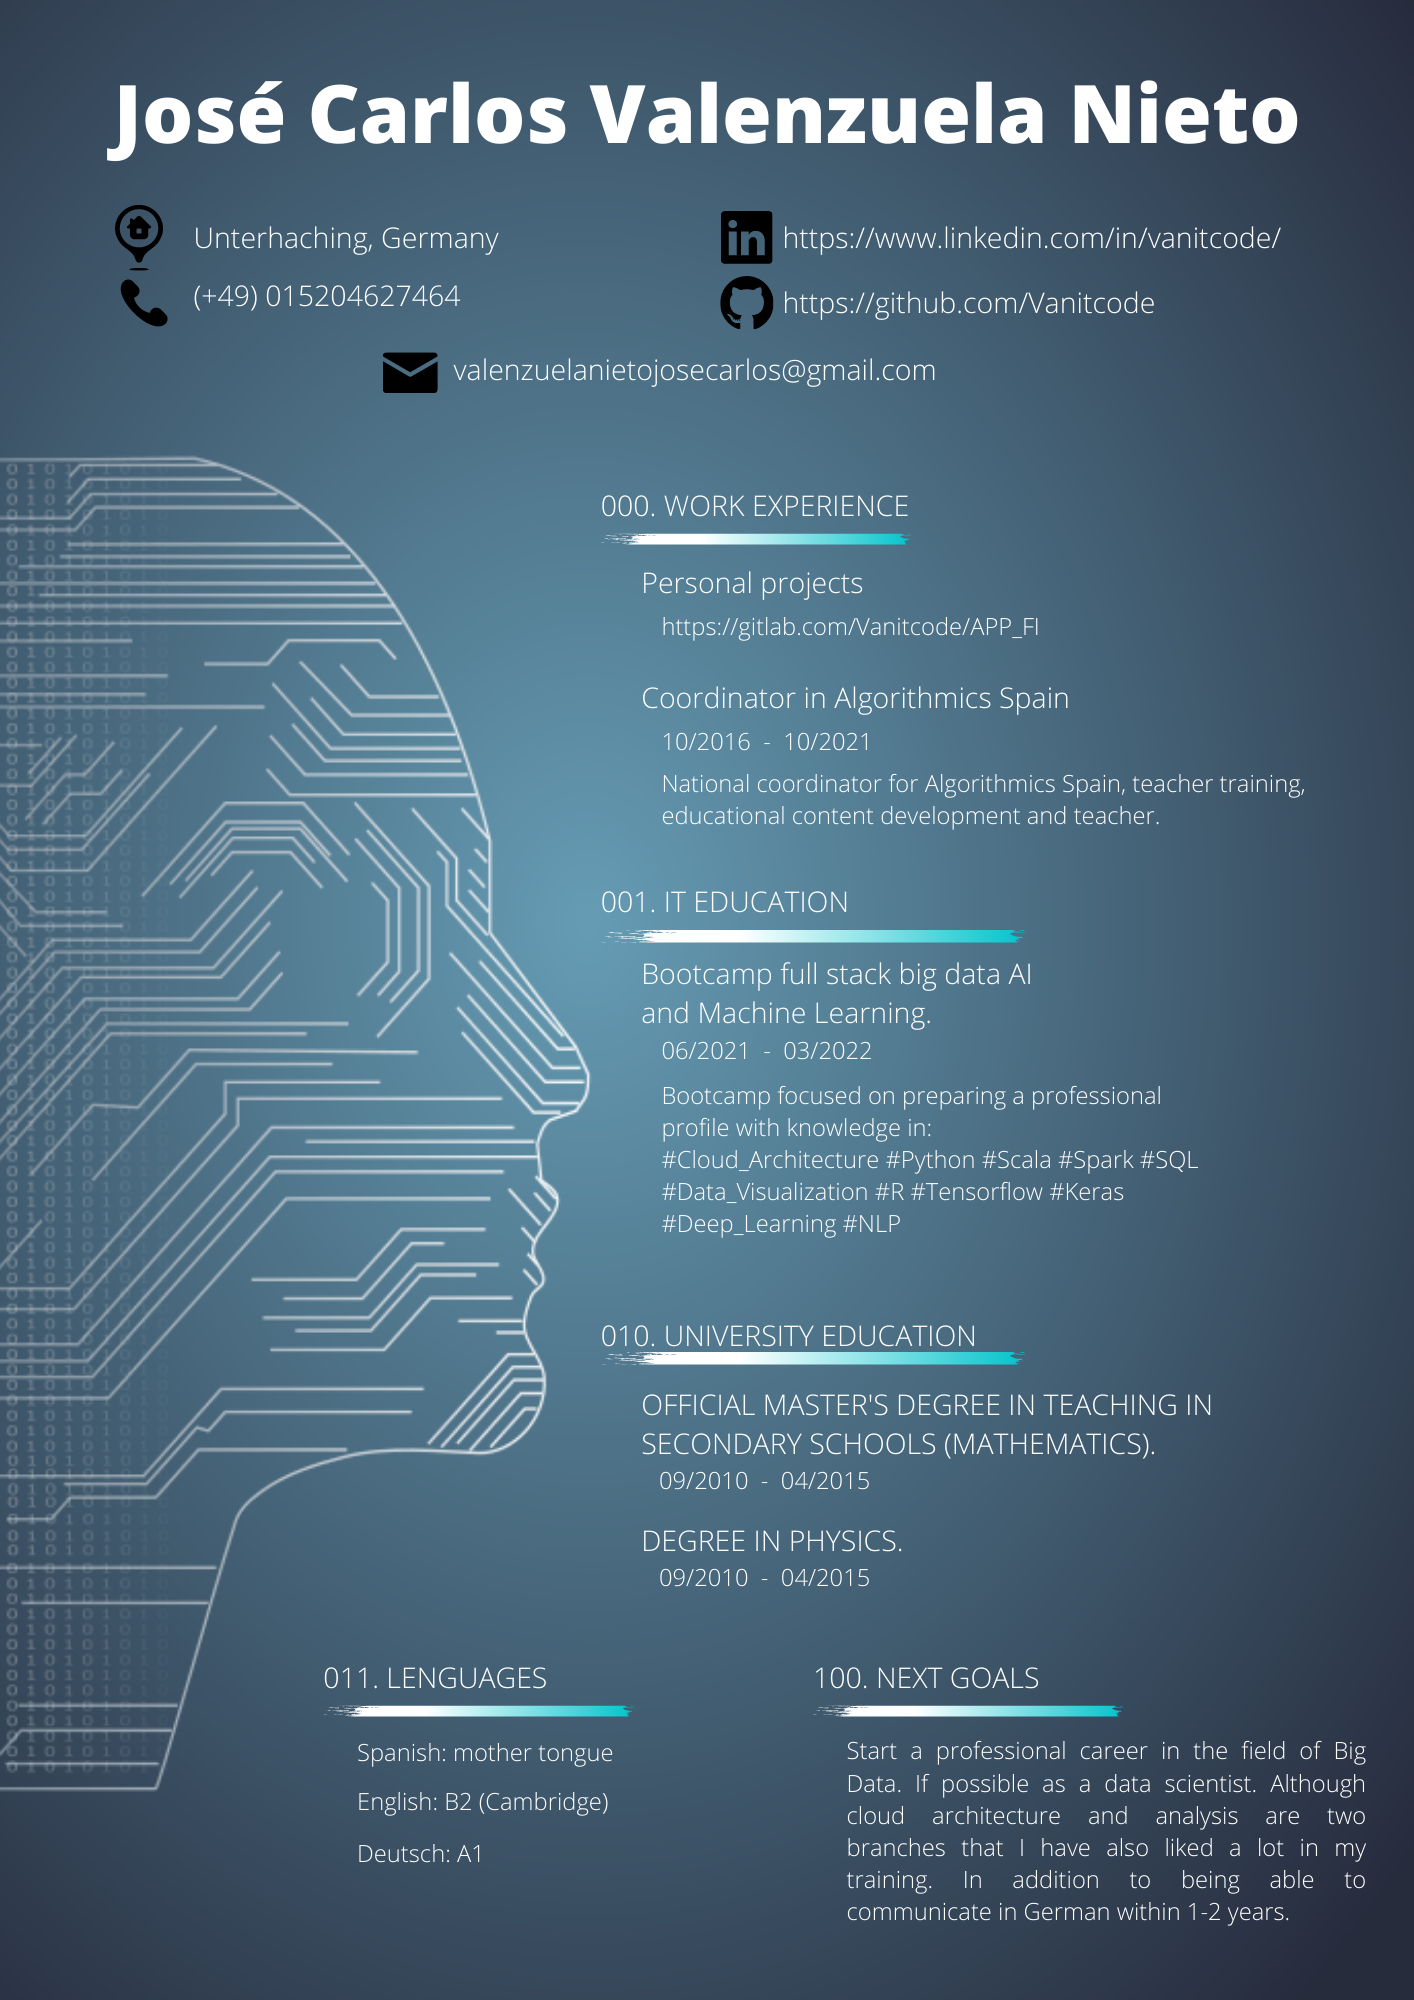 José Carlos Valenzuela Nieto
Unterhaching, Germany
https://www.linkedin.com/in/vanitcode/
(+49) 015204627464
https://github.com/Vanitcode
valenzuelanietojosecarlos@gmail.com
000. WORK EXPERIENCE
Personal projects
https://gitlab.com/Vanitcode/APP_FI
Coordinator in Algorithmics Spain
10/2016 - 10/2021
National coordinator for Algorithmics Spain, teacher training,
educational content development and teacher.
001. IT EDUCATION
Bootcamp full stack big data AI
and Machine Learning.
06/2021 - 03/2022
Bootcamp focused on preparing a professional
profile with knowledge in:
#Cloud_Architecture #Python #Scala #Spark #SQL
#Data_Visualization #R #Tensorflow #Keras
#Deep_Learning #NLP
010. UNIVERSITY EDUCATION
OFFICIAL MASTER'S DEGREE IN TEACHING IN
SECONDARY SCHOOLS (MATHEMATICS).
09/2010 - 04/2015
DEGREE IN PHYSICS.
09/2010 - 04/2015
011. LENGUAGES
Spanish: mother tongue
English: B2 (Cambridge)
Deutsch: A1
100. NEXT GOALS
Start a professional career in the field of Big
Data. If possible as a data scientist. Although
cloud architecture and analysis are two
branches that I have also liked a lot in my
training. In addition to being able to
communicate in German within 1-2 years.